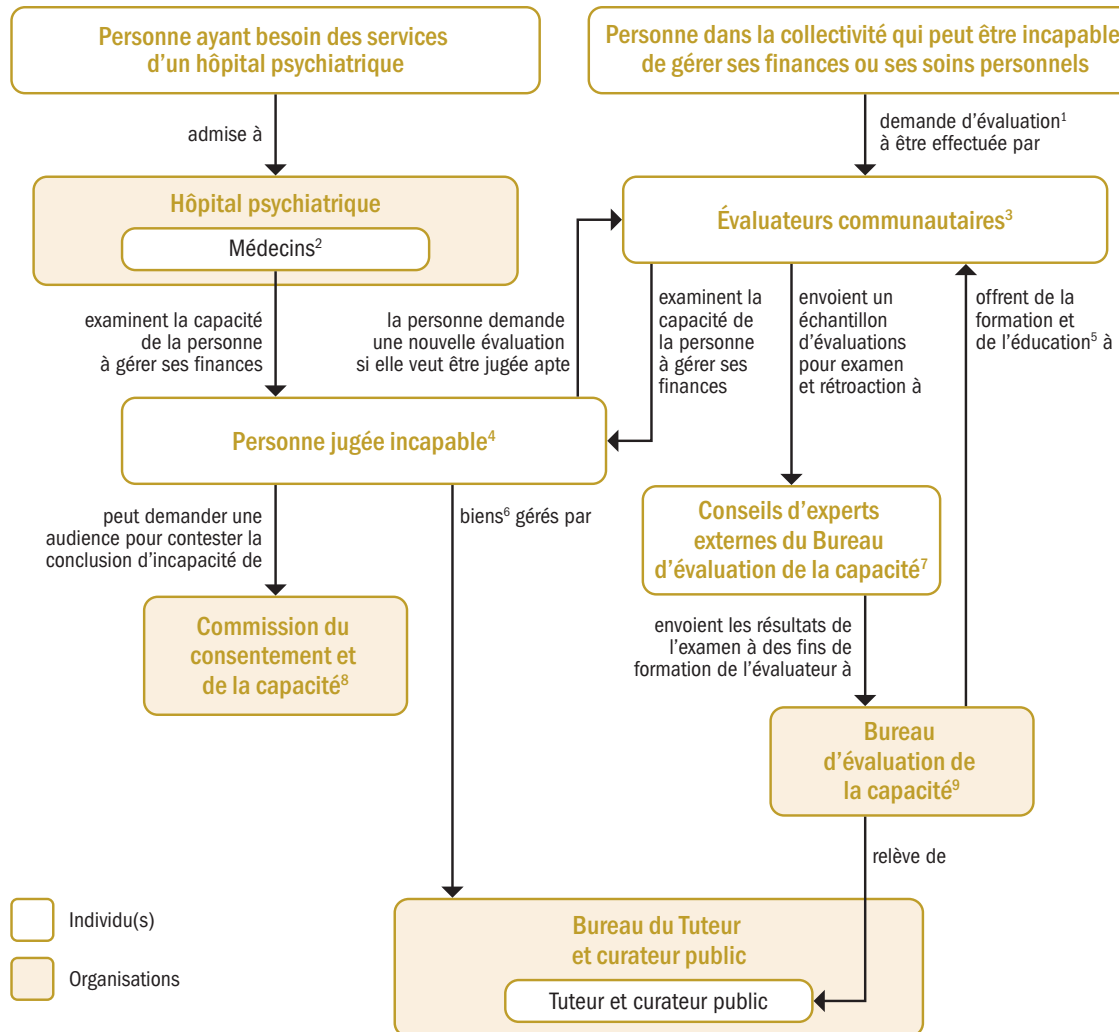 Personne ayant besoin des services
d’un hôpital psychiatrique
Personne dans la collectivité qui peut être incapable
de gérer ses finances ou ses soins personnels
admise à
demande d’évaluation¹
à être effectuée par
Hôpital psychiatrique
Médecins²
Évaluateurs communautaires³
examinent la capacité
de la personne
à gérer ses finances
la personne demande
une nouvelle évaluation
si elle veut être jugée apte
examinent la
capacité de
la personne
à gérer ses
finances
envoient un
échantillon
d’évaluations
pour examen
et rétroaction à
offrent de la
formation et
de l’éducation⁵ à
Personne jugée incapable⁴
peut demander une
audience pour contester la
conclusion d’incapacité de
biens⁶ gérés par
Conseils d’experts
externes du Bureau
d’évaluation de la capacité⁷
Commission du
consentement et
de la capacité⁸
envoient les résultats de
l’examen à des fins de
formation de l’évaluateur à
Bureau
d’évaluation de
la capacité⁹
relève de
Individu(s)
Organisations
Bureau du Tuteur
et curateur public
Tuteur et curateur public